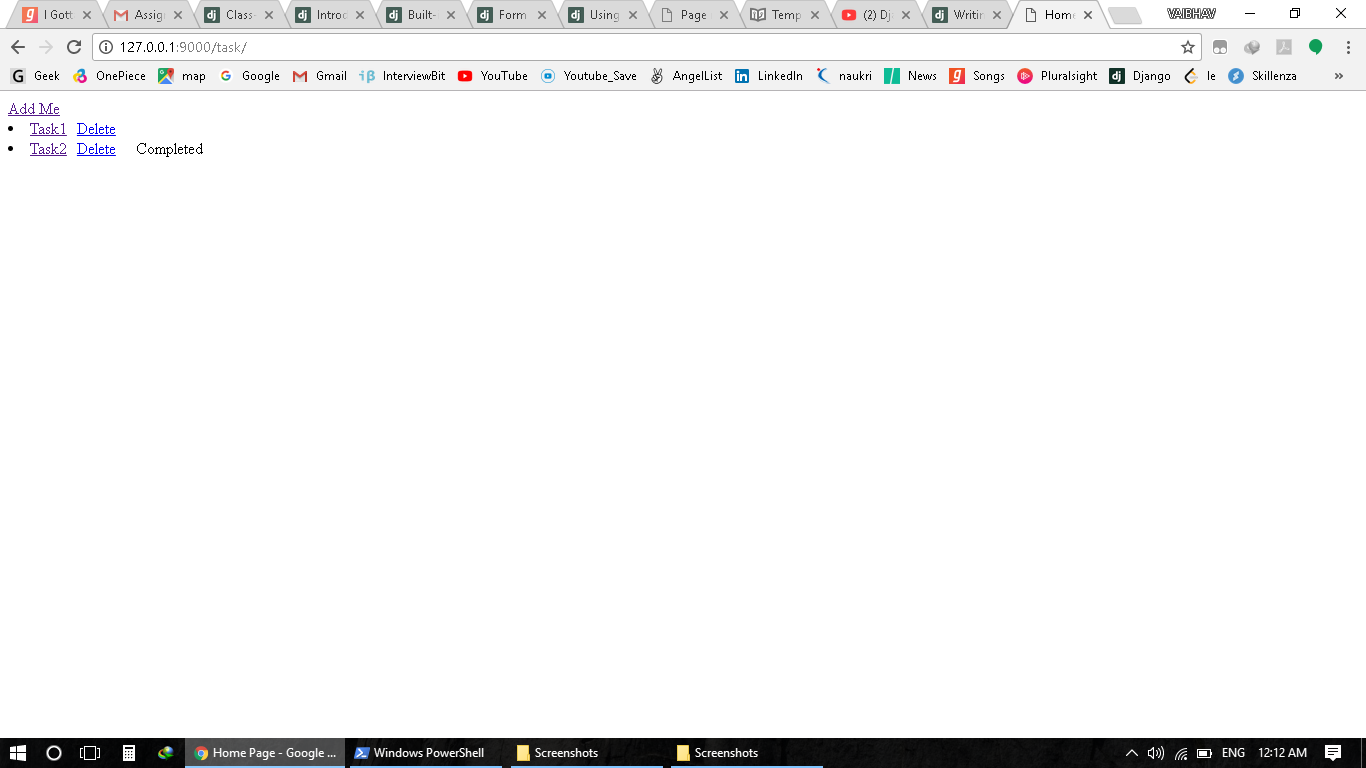 I Gott Assign Class- Introd Built- Form Using Page Temp (2) Dj Writin Home VAIBHAV
127.0.0.1:9000/task/
G Geek OnePiece map Google Gmail InterviewBit YouTube Youtube_Save AngelList LinkedIn naukri News Songs Pluralsight dj Django le Skillenza »
Add Me
• Task1 Delete
• Task2 Delete Completed
Home Page - Google ... Windows PowerShell Screenshots Screenshots ENG 12:12 AM